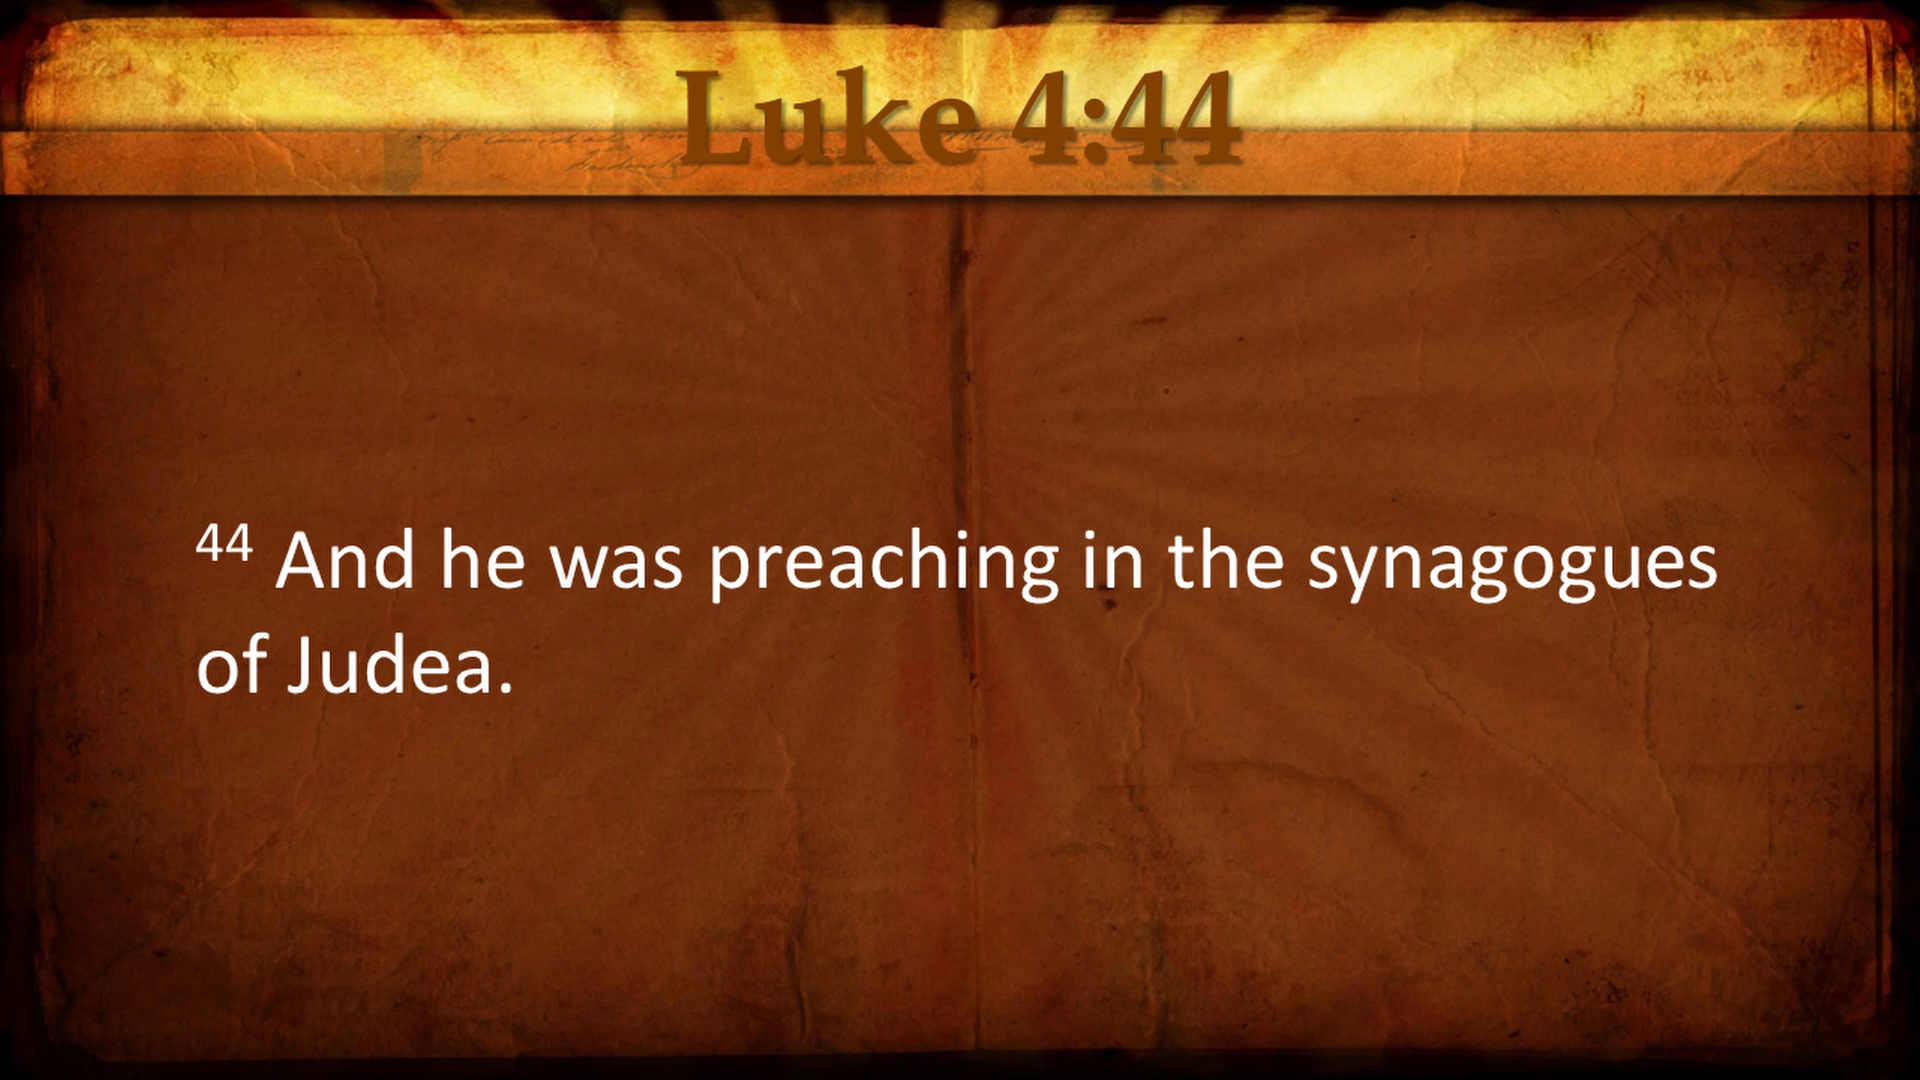 Luke 4:44
44 And he was preaching in the synagogues
of Judea.